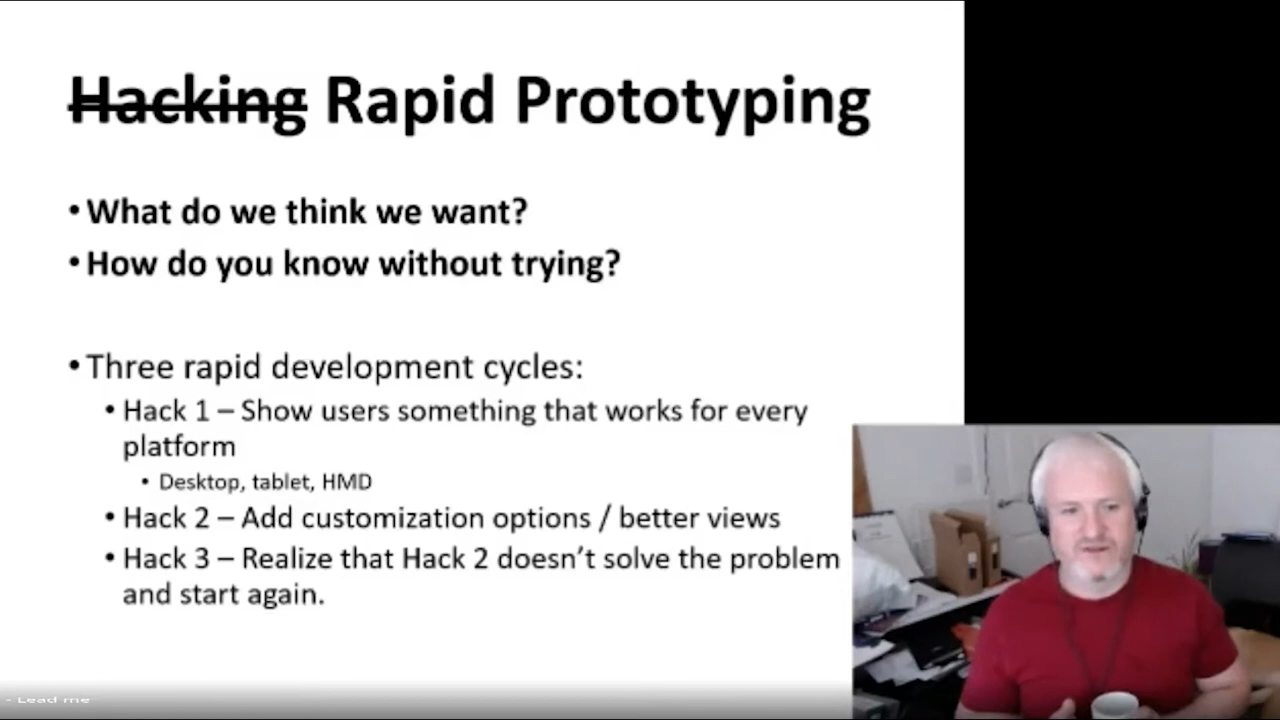 Hacking Rapid Prototyping
• What do we think we want?
• How do you know without trying?
• Three rapid development cycles:
• Hack 1 – Show users something that works for every
platform
• Desktop, tablet, HMD
• Hack 2 – Add customization options / better views
• Hack 3 – Realize that Hack 2 doesn’t solve the problem
and start again.
- Lead me